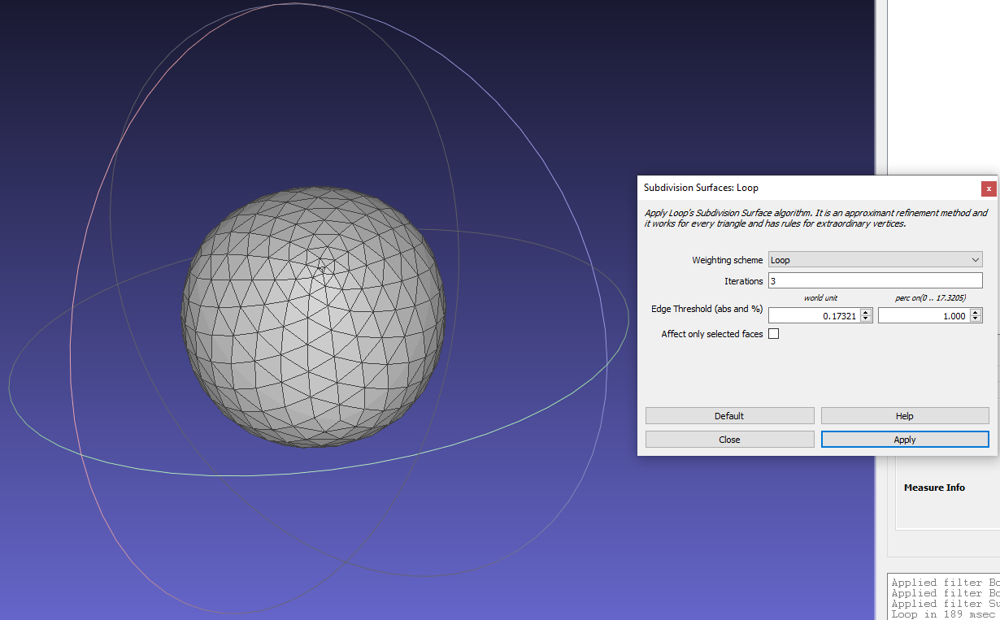 Subdivision Surfaces: Loop
x
Apply Loop's Subdivision Surface algorithm. It is an approximant refinement method and
it works for every triangle and has rules for extraordinary vertices.
Weighting scheme Loop
Iterations 3
world unit perc on(0 .. 17.3205)
Edge Threshold (abs and %) 0.17321 1.000
Affect only selected faces
Default Help
Close Apply
Measure Info
Applied filter Bo
Applied filter Bo
Applied filter Su
Loop in 189 msec